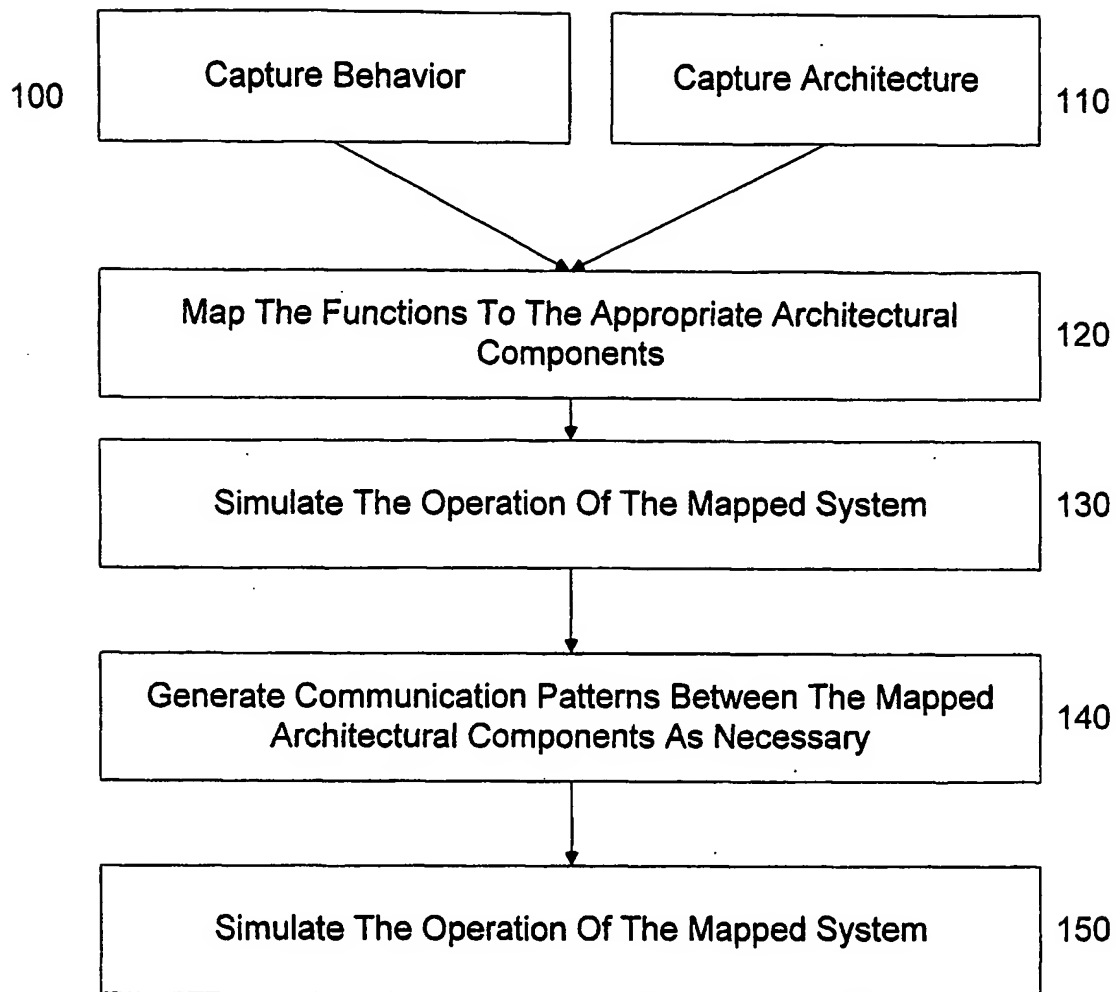 100
Capture Behavior
Capture Architecture
110
Map The Functions To The Appropriate Architectural
Components
120
Simulate The Operation Of The Mapped System
130
Generate Communication Patterns Between The Mapped
Architectural Components As Necessary
140
Simulate The Operation Of The Mapped System
150